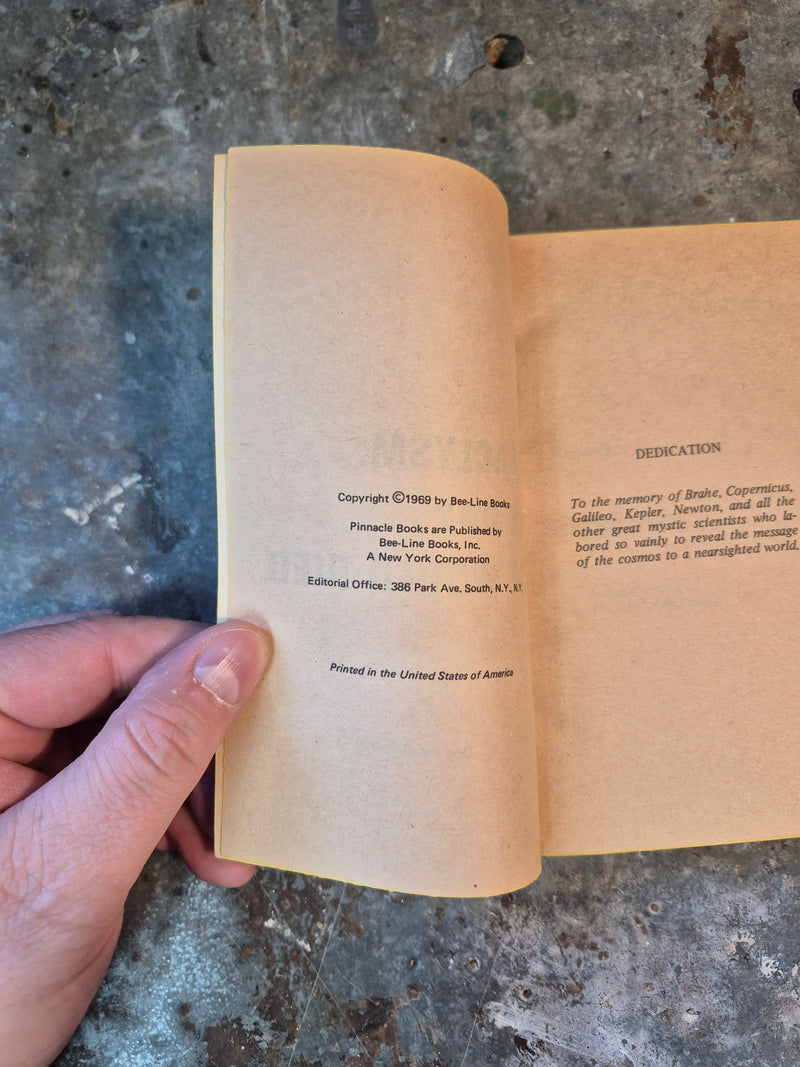 Copyright ©1969 by Bee-Line Books
Pinnacle Books are Published by
Bee-Line Books, Inc.
A New York Corporation
Editorial Office: 386 Park Ave. South, N.Y., N.Y.
Printed in the United States of America
DEDICATION
To the memory of Brahe, Copernicus,
Galileo, Kepler, Newton, and all the
other great mystic scientists who la-
bored so vainly to reveal the message
of the cosmos to a nearsighted world.